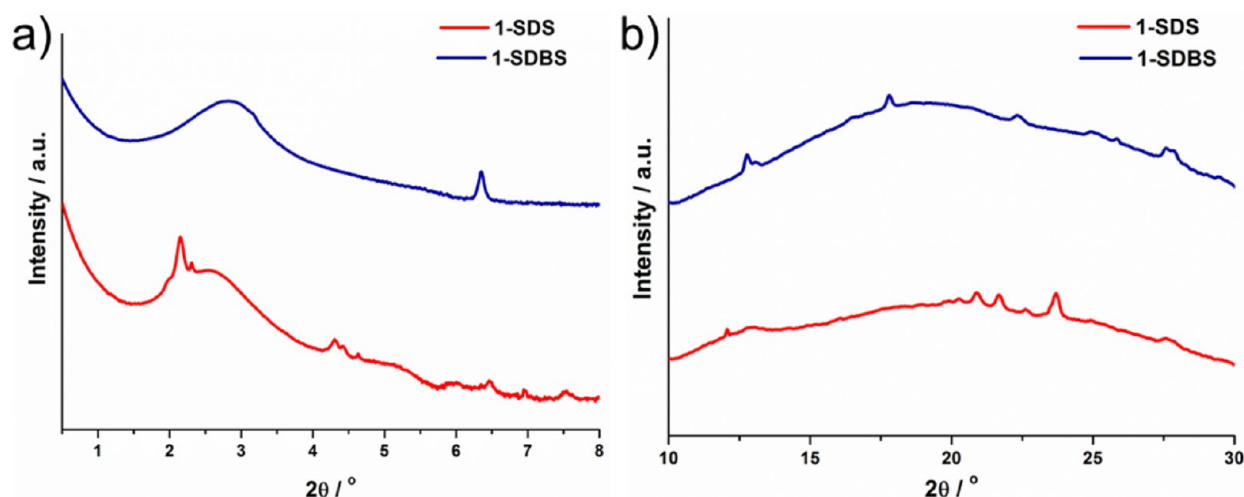 a)
1-SDS
1-SDBS
Intensity / a.u.
1 2 3 4 5 6 7 8
2θ / °
b)
1-SDS
1-SDBS
Intensity / a.u.
10 15 20 25 30
2θ / °